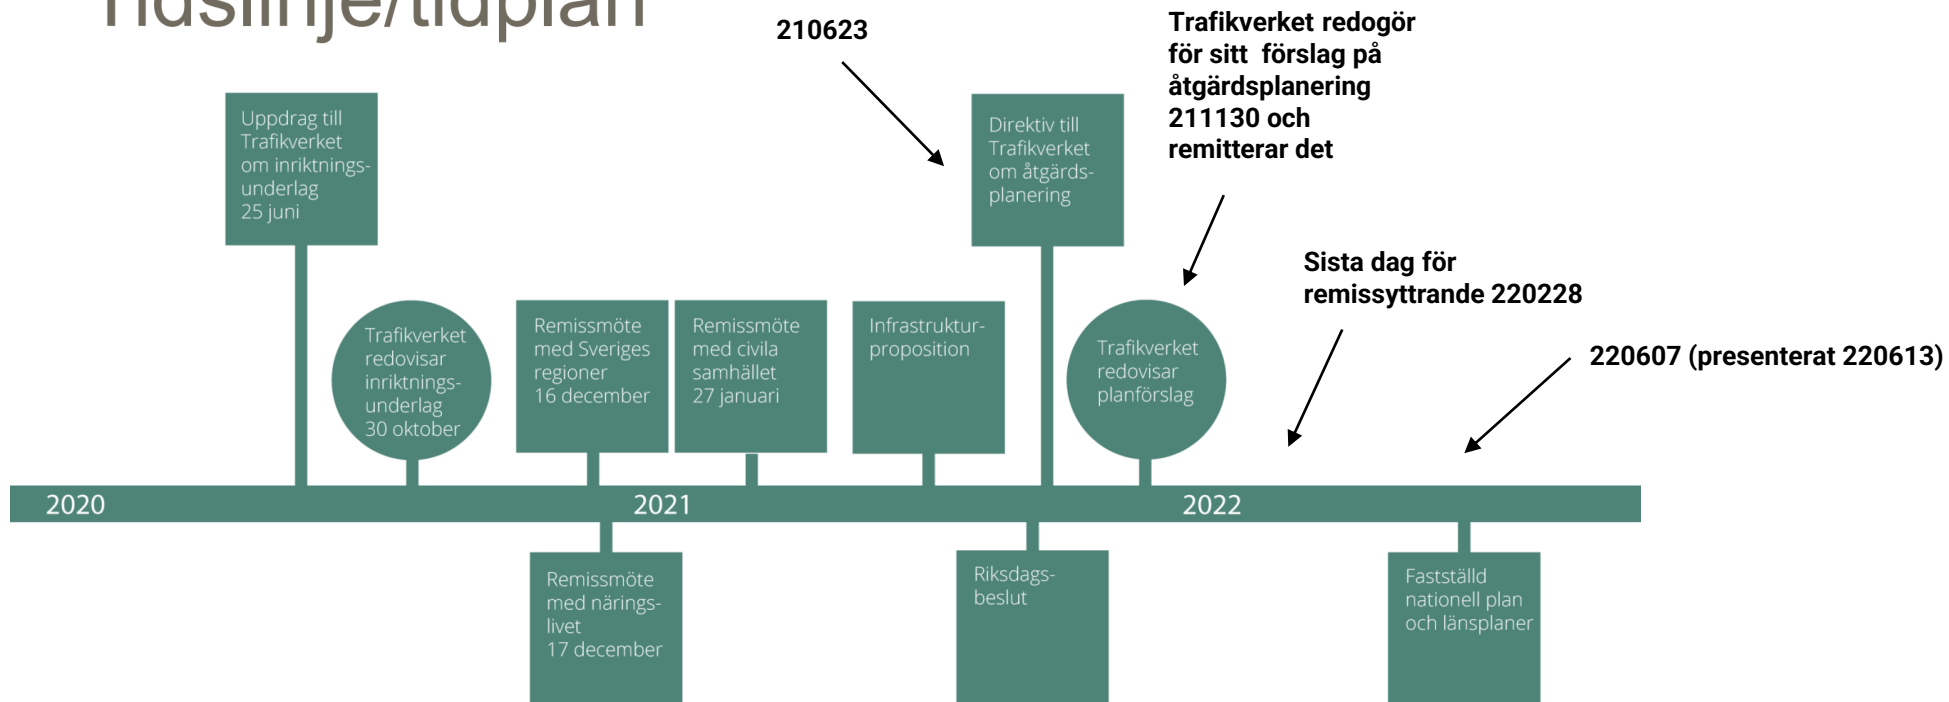 Tidslinje/tidplan
210623
Trafikverket redogör
för sitt förslag på
åtgärdsplanering
211130 och
remitterar det
Uppdrag till
Trafikverket
om inriktnings-
underlag
25 juni
Direktiv till
Trafikverket
om åtgärds-
planering
Sista dag för
remissyttrande 220228
220607 (presenterat 220613)
Trafikverket
redovisar
inriktnings-
underlag
30 oktober
Remissmöte
med Sveriges
regioner
16 december
Remissmöte
med civila
samhället
27 januari
Infrastruktur-
proposition
Trafikverket
redovisar
planförslag
2020
2021
2022
Remissmöte
med närings-
livet
17 december
Riksdags-
beslut
Fastställd
nationell plan
och länsplaner